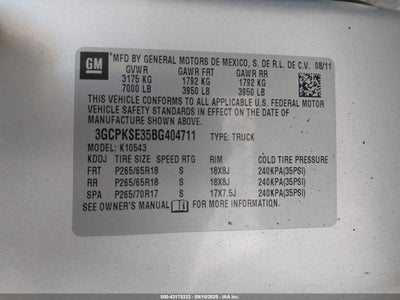 GM
MFD BY GENERAL MOTORS DE MEXICO, S. DE R.L. DE C.V. 08/11
GVWR GAWR FRT GAWR RR
3175 KG 1792 KG 1792 KG
7000 LB 3950 LB 3950 LB
THIS VEHICLE CONFORMS TO ALL APPLICABLE U.S. FEDERAL MOTOR
VEHICLE SAFETY STANDARDS IN EFFECT ON THE DATE OF
MANUFACTURE SHOWN ABOVE.
3GCPKSE35BG404711 TYPE: TRUCK
MODEL: K10543
KDDJ TIRE SIZE SPEED RTG RIM COLD TIRE PRESSURE
FRT P265/65R18 S 18X8J 240KPA(35PSI)
RR P265/65R18 S 18X8J 240KPA(35PSI)
SPA P265/70R17 S 17X7.5J 240KPA(35PSI)
SEE OWNER'S MANUAL FOR MORE INFORMATION.
000-43175333 - 09/10/2025 - IAA, Inc.